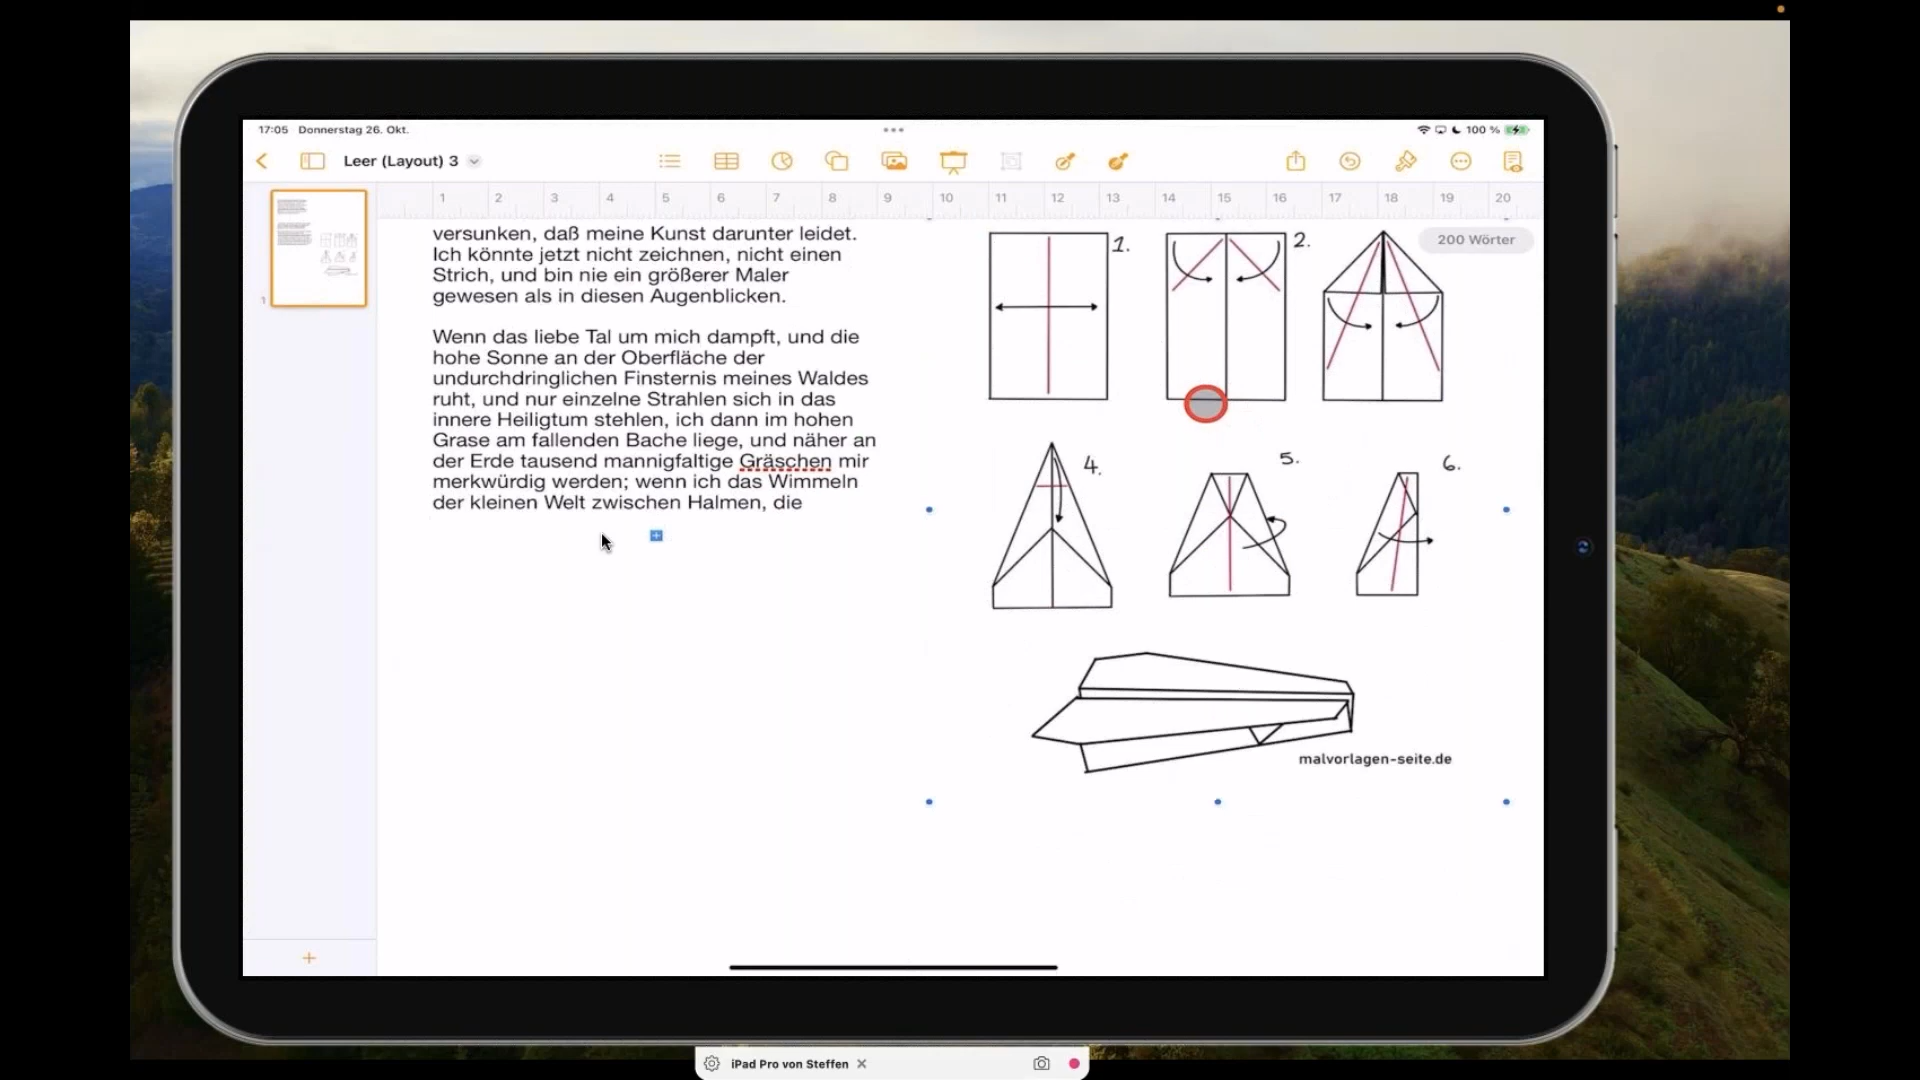 17:05 Donnerstag 26. Okt.
100 %
Leer (Layout) 3
1 2 3 4 5 6 7 8 9 10 11 12 13 14 15 16 17 18 19 20
200 Wörter
1
versunken, daß meine Kunst darunter leidet.
Ich könnte jetzt nicht zeichnen, nicht einen
Strich, und bin nie ein größerer Maler
gewesen als in diesen Augenblicken.
Wenn das liebe Tal um mich dampft, und die
hohe Sonne an der Oberfläche der
undurchdringlichen Finsternis meines Waldes
ruht, und nur einzelne Strahlen sich in das
innere Heiligtum stehlen, ich dann im hohen
Grase am fallenden Bache liege, und näher an
der Erde tausend mannigfaltige Gräschen mir
merkwürdig werden; wenn ich das Wimmeln
der kleinen Welt zwischen Halmen, die
1.
2.
4.
5.
6.
malvorlagen-seite.de
iPad Pro von Steffen